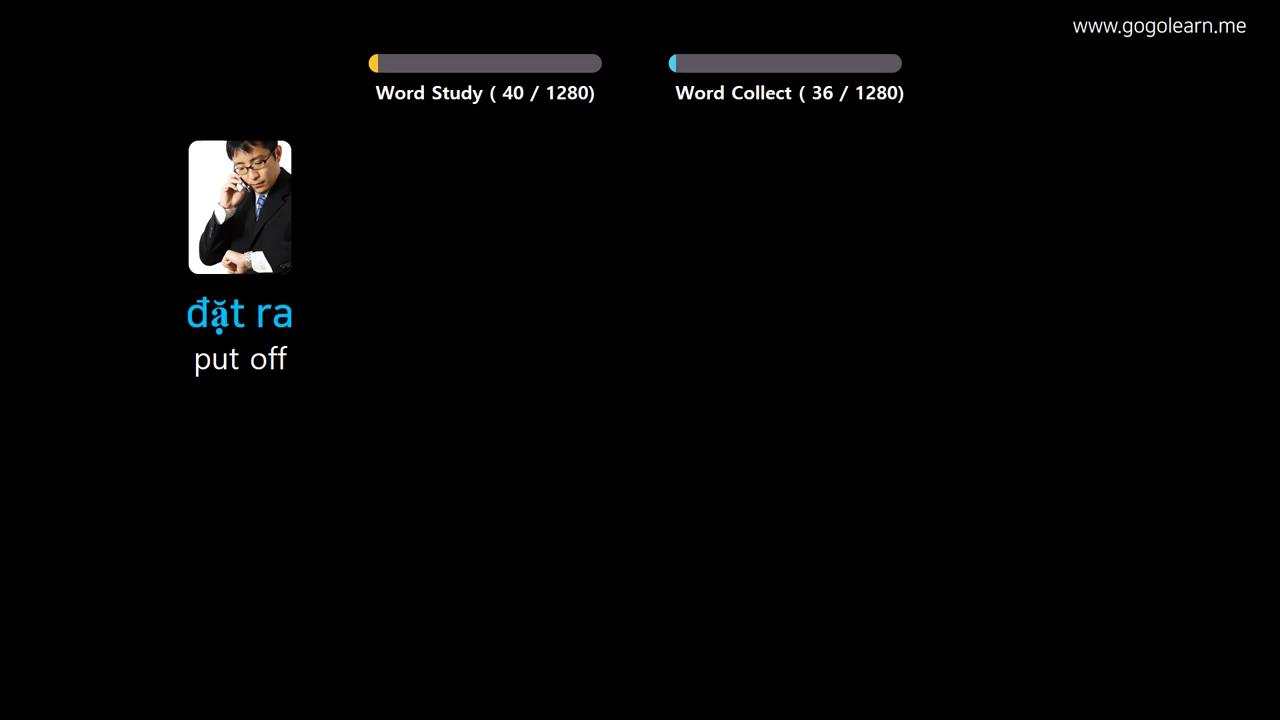 www.gogolearn.me
Word Study ( 40 / 1280)
Word Collect ( 36 / 1280)
đặt ra
put off